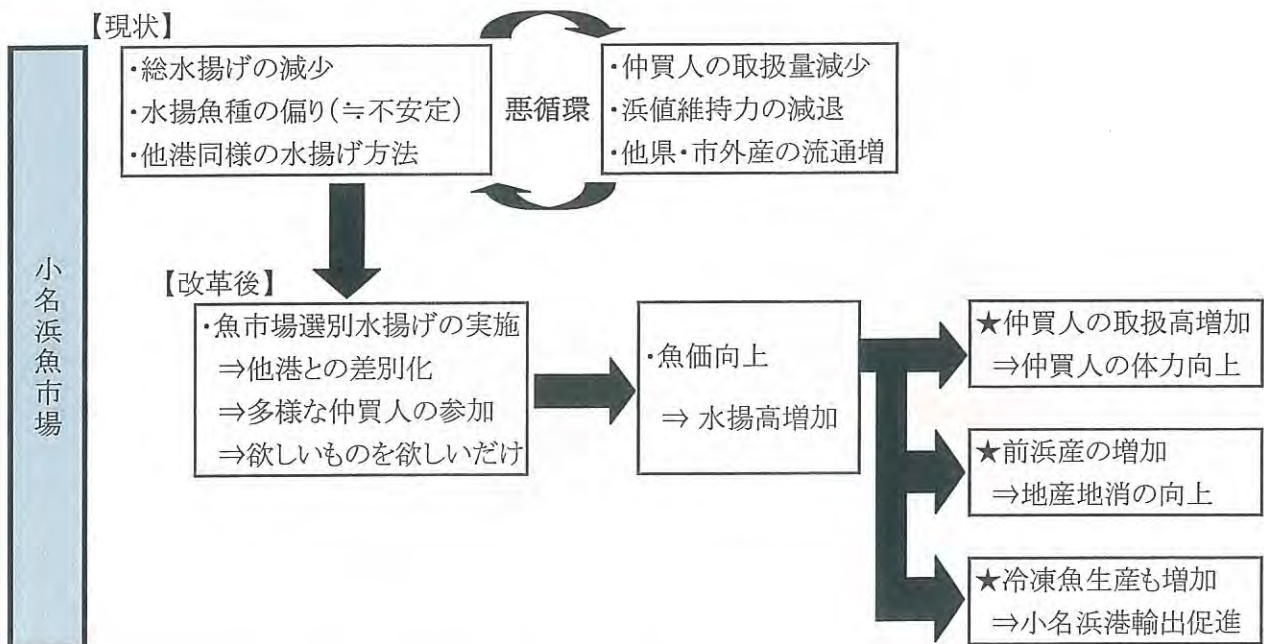 【現状】
・総水揚げの減少
・水揚魚種の偏り(≒不安定)
・他港同様の水揚げ方法
悪循環
・仲買人の取扱量減少
・浜値維持力の減退
・他県・市外産の流通増
小名浜魚市場
【改革後】
・魚市場選別水揚げの実施
⇒他港との差別化
⇒多様な仲買人の参加
⇒欲しいものを欲しいだけ
・魚価向上
⇒ 水揚高増加
★仲買人の取扱高増加
⇒仲買人の体力向上
★前浜産の増加
⇒地産地消の向上
★冷凍魚生産も増加
⇒小名浜港輸出促進